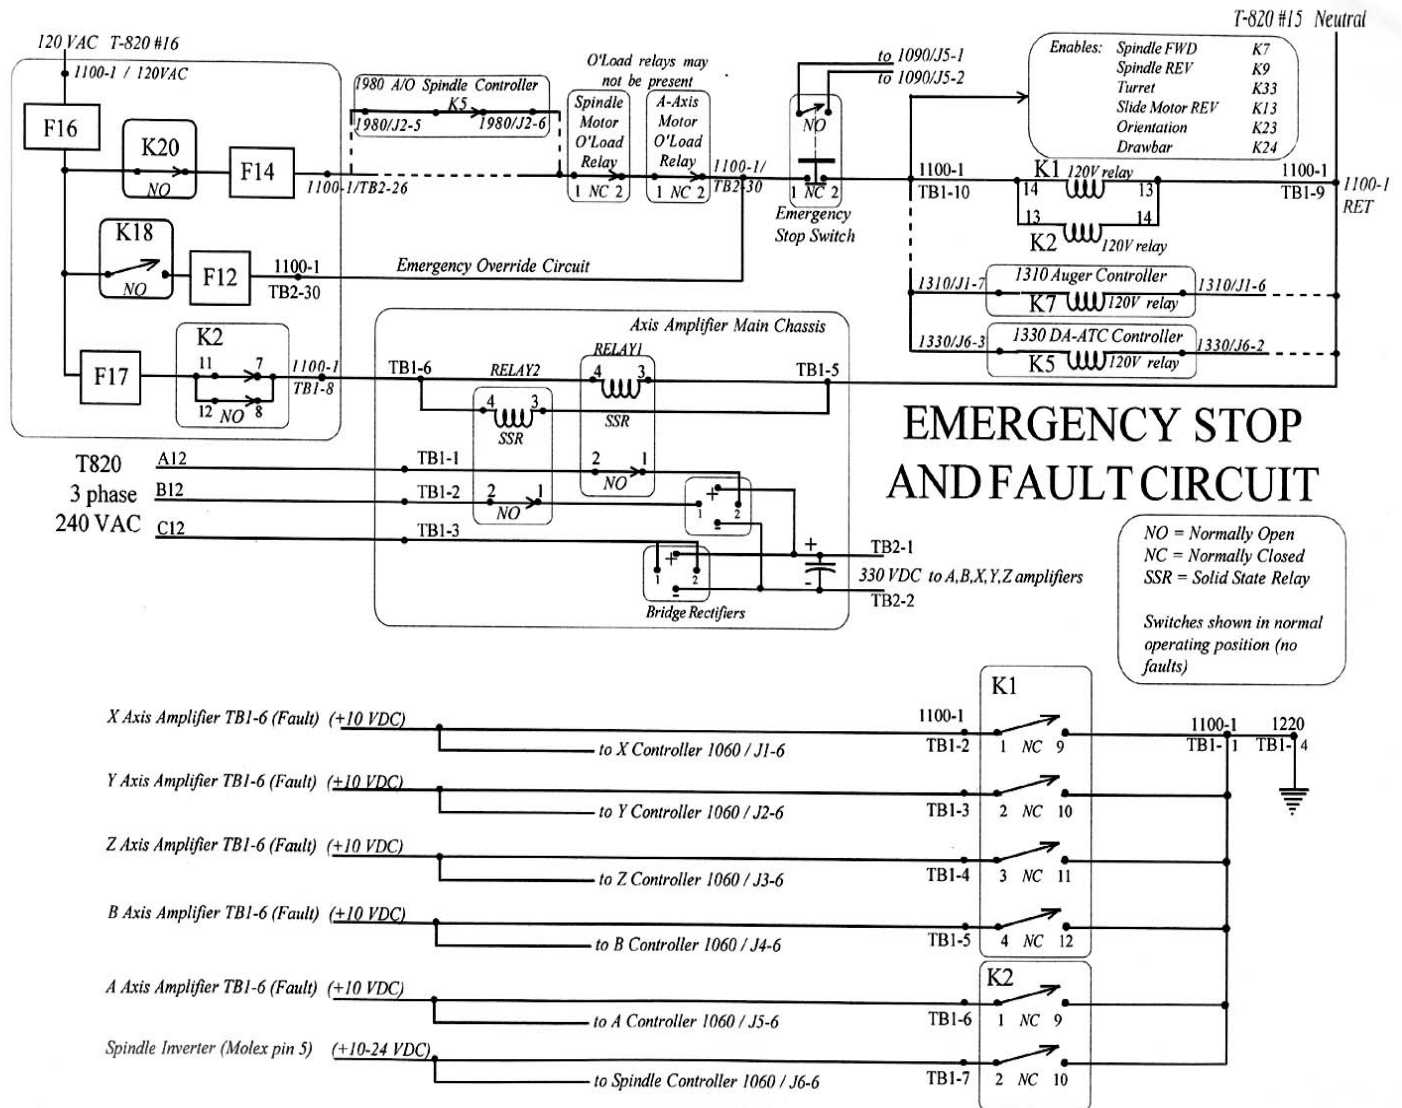 T-820 #15 Neutral
120 VAC T-820 #16
1100-1 / 120VAC
F16
K20
NO
F14
1100-1/TB2-26
1980 A/O Spindle Controller
K5
1980/J2-5
1980/J2-6
O'Load relays may
not be present
Spindle
Motor
O'Load
Relay
1 NC 2
A-Axis
Motor
O'Load
Relay
1 NC 2
1100-1/
TB2-30
to 1090/J5-1
to 1090/J5-2
NO
1 NC 2
Emergency
Stop Switch
Enables: Spindle FWD K7
Spindle REV K9
Turret K33
Slide Motor REV K13
Orientation K23
Drawbar K24
1100-1
TB1-10
K1 120V relay
14 13
13 14
K2 120V relay
1100-1
TB1-9
1100-1
RET
K18
NO
F12
1100-1
TB2-30
Emergency Override Circuit
1310/J1-7
1310 Auger Controller
K7 120V relay
1310/J1-6
1330/J6-3
1330 DA-ATC Controller
K5 120V relay
1330/J6-2
F17
K2
11 7
12 NO 8
1100-1
TB1-8
Axis Amplifier Main Chassis
TB1-6
RELAY2
RELAY1
TB1-5
4 3
SSR
4 3
SSR
T820
3 phase
240 VAC
A12
B12
C12
TB1-1
TB1-2
TB1-3
2 1
NO
2 1
NO
+
1 2
-
+
1 2
-
Bridge Rectifiers
+
-
TB2-1
330 VDC to A,B,X,Y,Z amplifiers
TB2-2
EMERGENCY STOP
AND FAULT CIRCUIT
NO = Normally Open
NC = Normally Closed
SSR = Solid State Relay
Switches shown in normal
operating position (no
faults)
K1
X Axis Amplifier TB1-6 (Fault) (+10 VDC)
to X Controller 1060 / J1-6
1100-1
TB1-2
1 NC 9
1100-1
TB1- 1
1220
TB1- 4
Y Axis Amplifier TB1-6 (Fault) (+10 VDC)
to Y Controller 1060 / J2-6
TB1-3
2 NC 10
Z Axis Amplifier TB1-6 (Fault) (+10 VDC)
to Z Controller 1060 / J3-6
TB1-4
3 NC 11
B Axis Amplifier TB1-6 (Fault) (+10 VDC)
to B Controller 1060 / J4-6
TB1-5
4 NC 12
K2
A Axis Amplifier TB1-6 (Fault) (+10 VDC)
to A Controller 1060 / J5-6
TB1-6
1 NC 9
Spindle Inverter (Molex pin 5) (+10-24 VDC)
to Spindle Controller 1060 / J6-6
TB1-7
2 NC 10